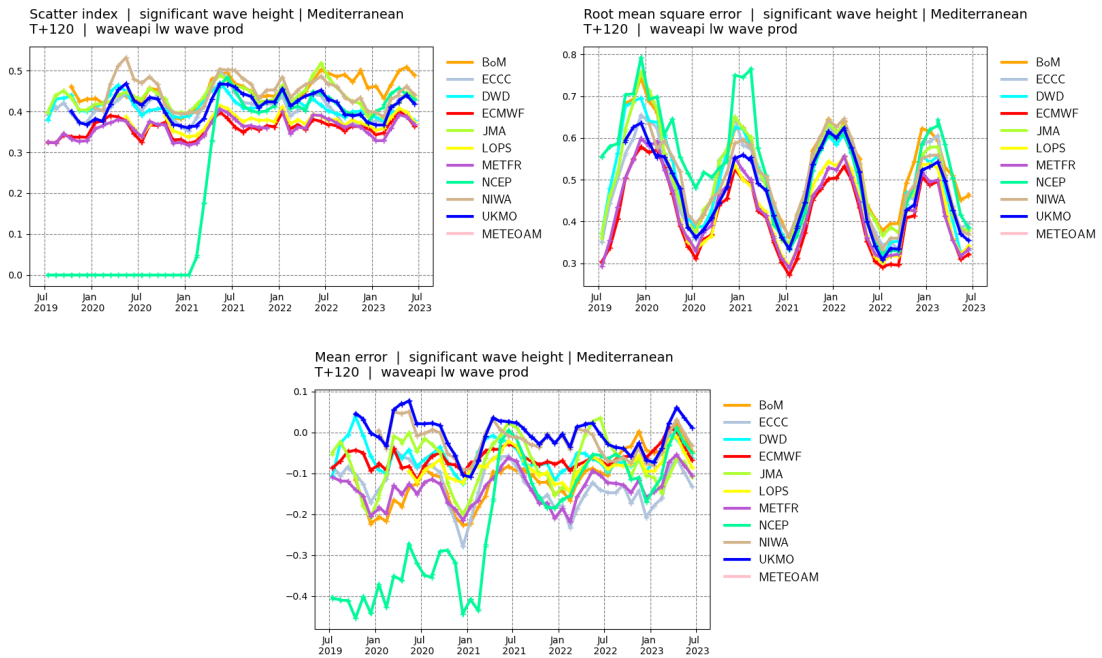 Scatter index  |  significant wave height | Mediterranean
T+120  |  waveapi lw wave prod
0.5
0.4
0.3
0.2
0.1
0.0
Jul Jan Jul Jan Jul Jan Jul Jan Jul
2019 2020 2020 2021 2021 2022 2022 2023 2023
BoM
ECCC
DWD
ECMWF
JMA
LOPS
METFR
NCEP
NIWA
UKMO
METEOAM
Root mean square error  |  significant wave height | Mediterranean
T+120  |  waveapi lw wave prod
0.8
0.7
0.6
0.5
0.4
0.3
Jul Jan Jul Jan Jul Jan Jul Jan Jul
2019 2020 2020 2021 2021 2022 2022 2023 2023
BoM
ECCC
DWD
ECMWF
JMA
LOPS
METFR
NCEP
NIWA
UKMO
METEOAM
Mean error  |  significant wave height | Mediterranean
T+120  |  waveapi lw wave prod
0.1
0.0
−0.1
−0.2
−0.3
−0.4
Jul Jan Jul Jan Jul Jan Jul Jan Jul
2019 2020 2020 2021 2021 2022 2022 2023 2023
BoM
ECCC
DWD
ECMWF
JMA
LOPS
METFR
NCEP
NIWA
UKMO
METEOAM